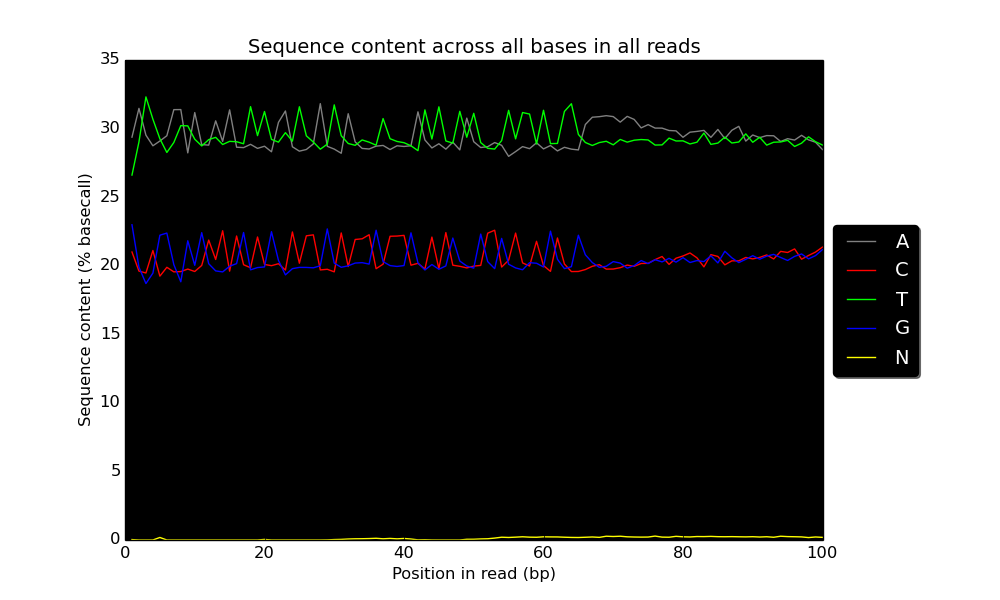 Sequence content across all bases in all reads
Sequence content (% basecall)
35
30
25
20
15
10
5
0
0 20 40 60 80 100
Position in read (bp)
A
C
T
G
N